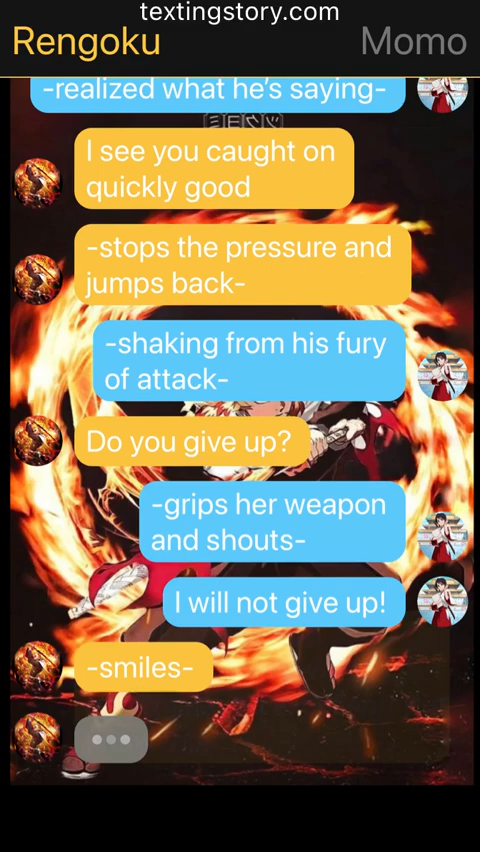 textingstory.com
Rengoku
Momo
-realized what he's saying-
I see you caught on
quickly good
-stops the pressure and
jumps back-
-shaking from his fury
of attack-
Do you give up?
-grips her weapon
and shouts-
I will not give up!
-smiles-